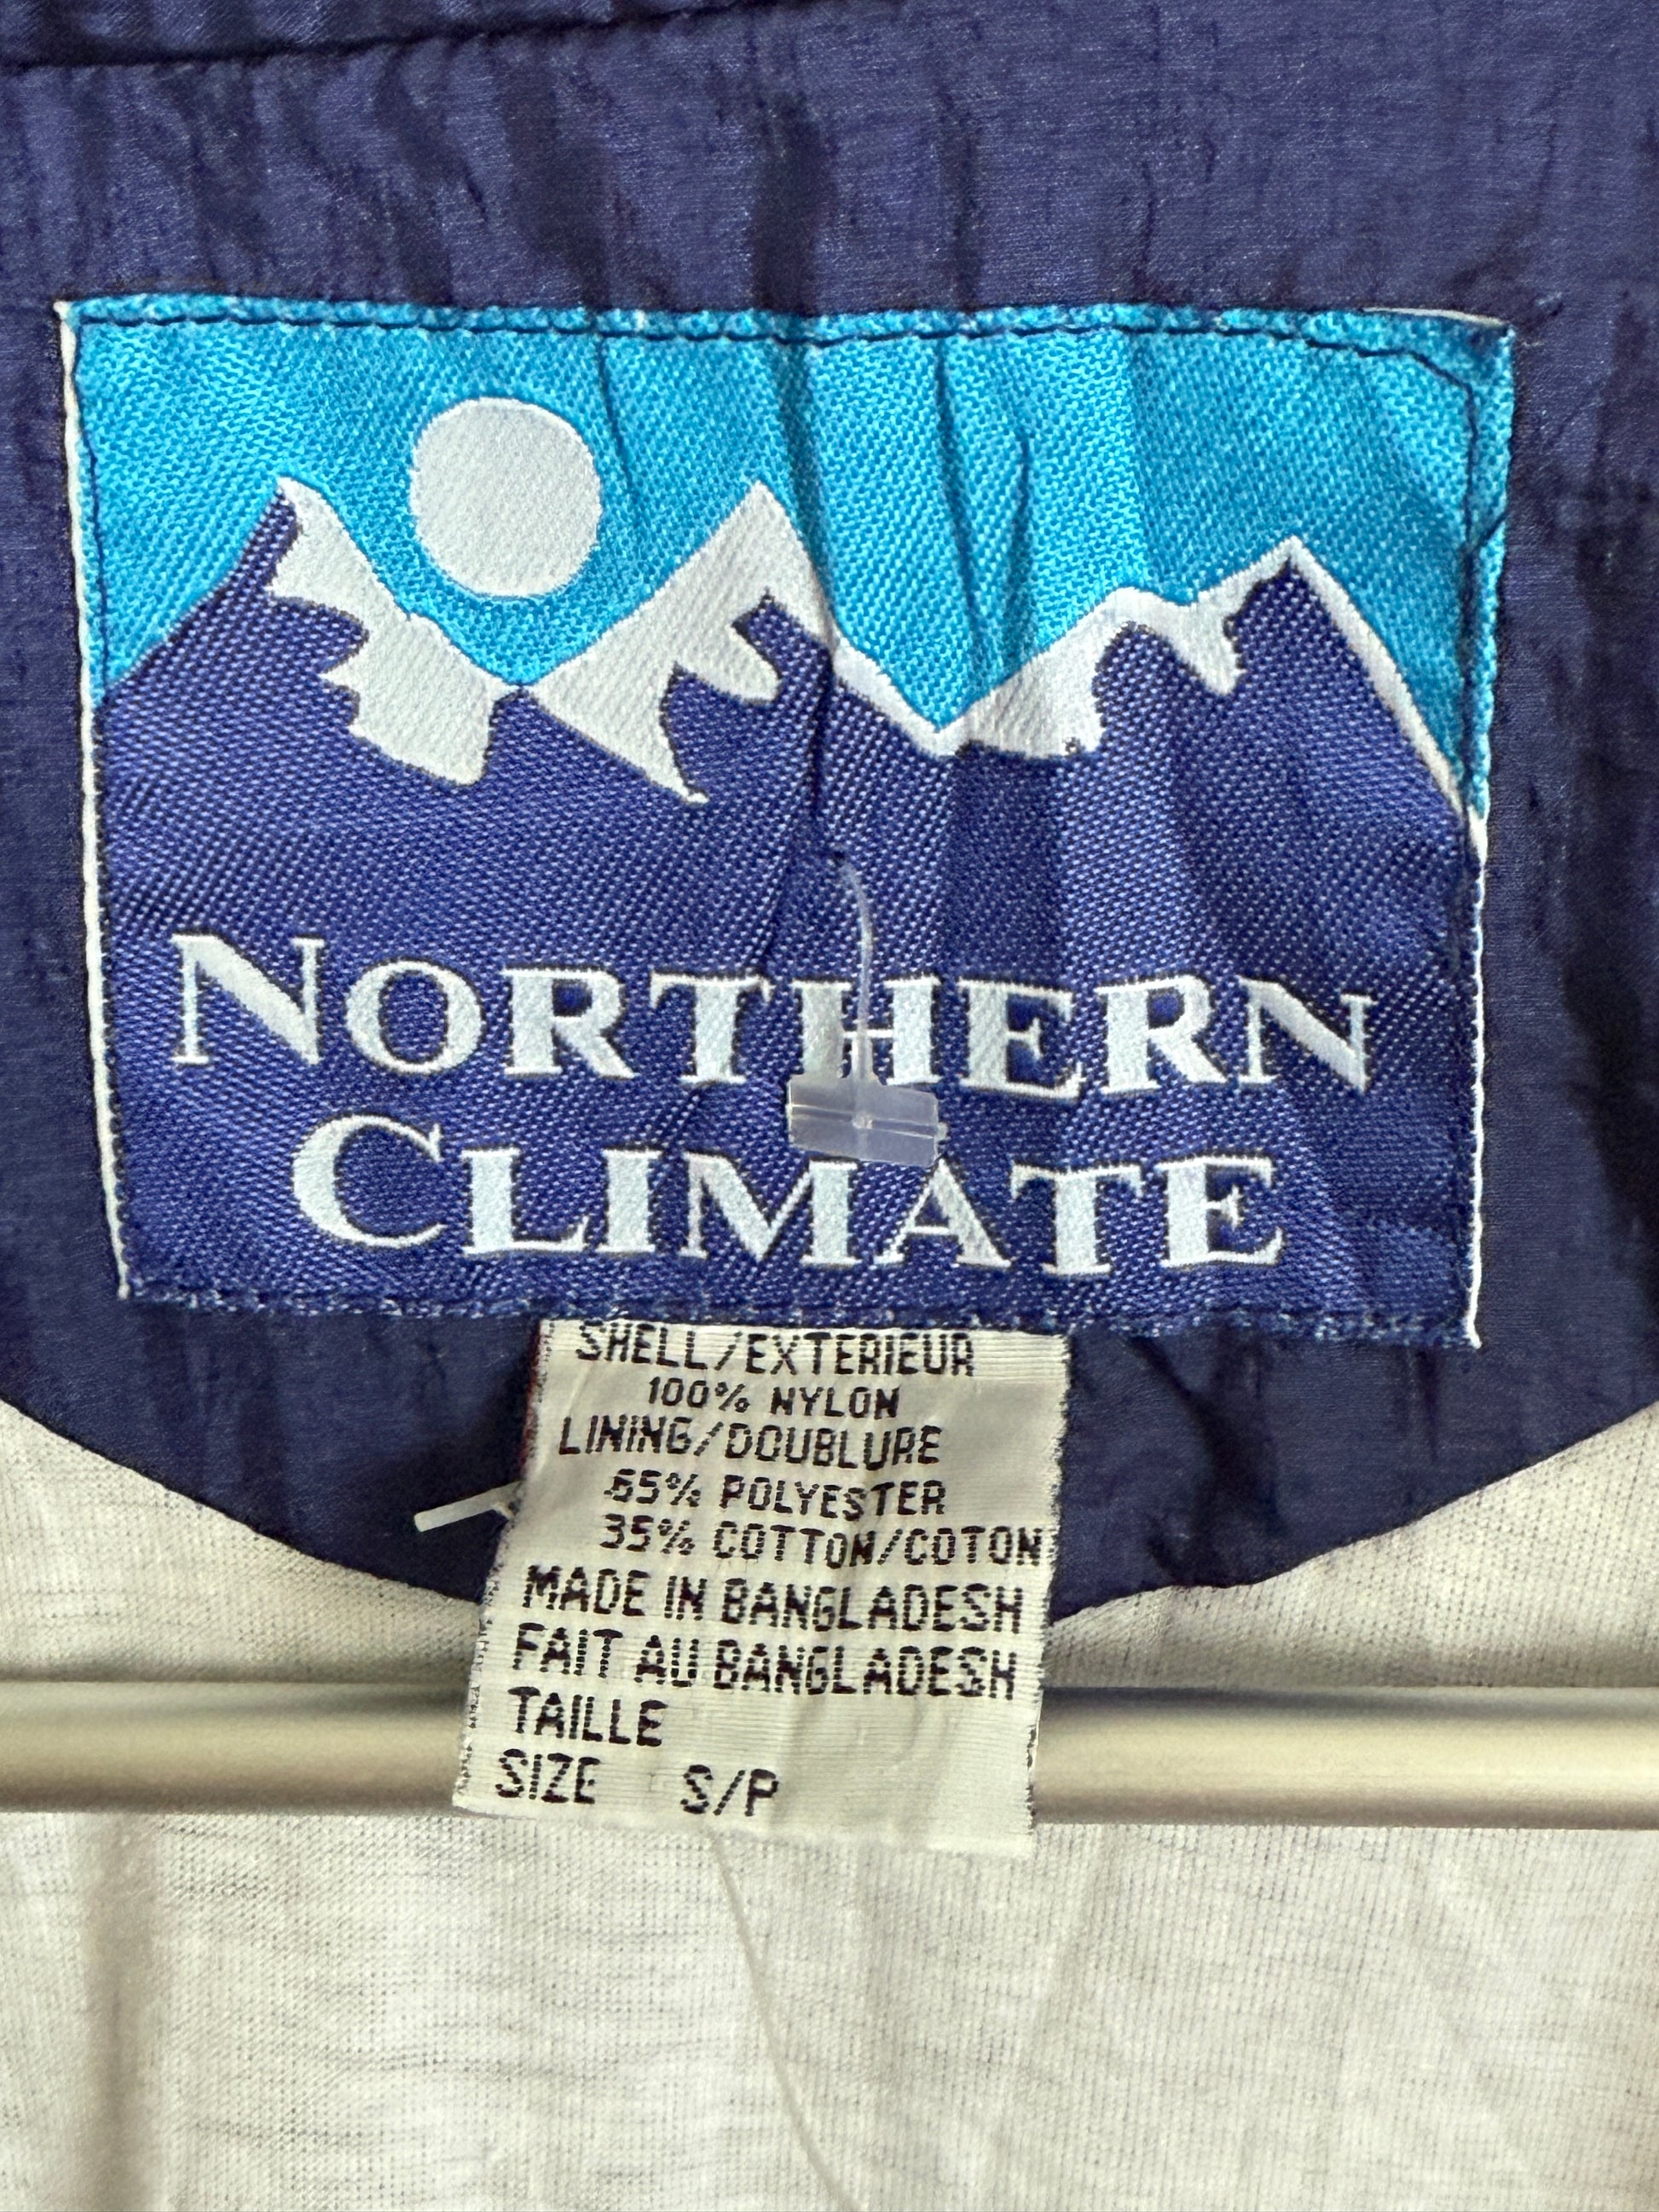 NORTHERN
CLIMATE
SHELL/EXTERIEUR
100% NYLON
LINING/DOUBLURE
65% POLYESTER
35% COTTON/COTON
MADE IN BANGLADESH
FAIT AU BANGLADESH
TAILLE
SIZE S/P